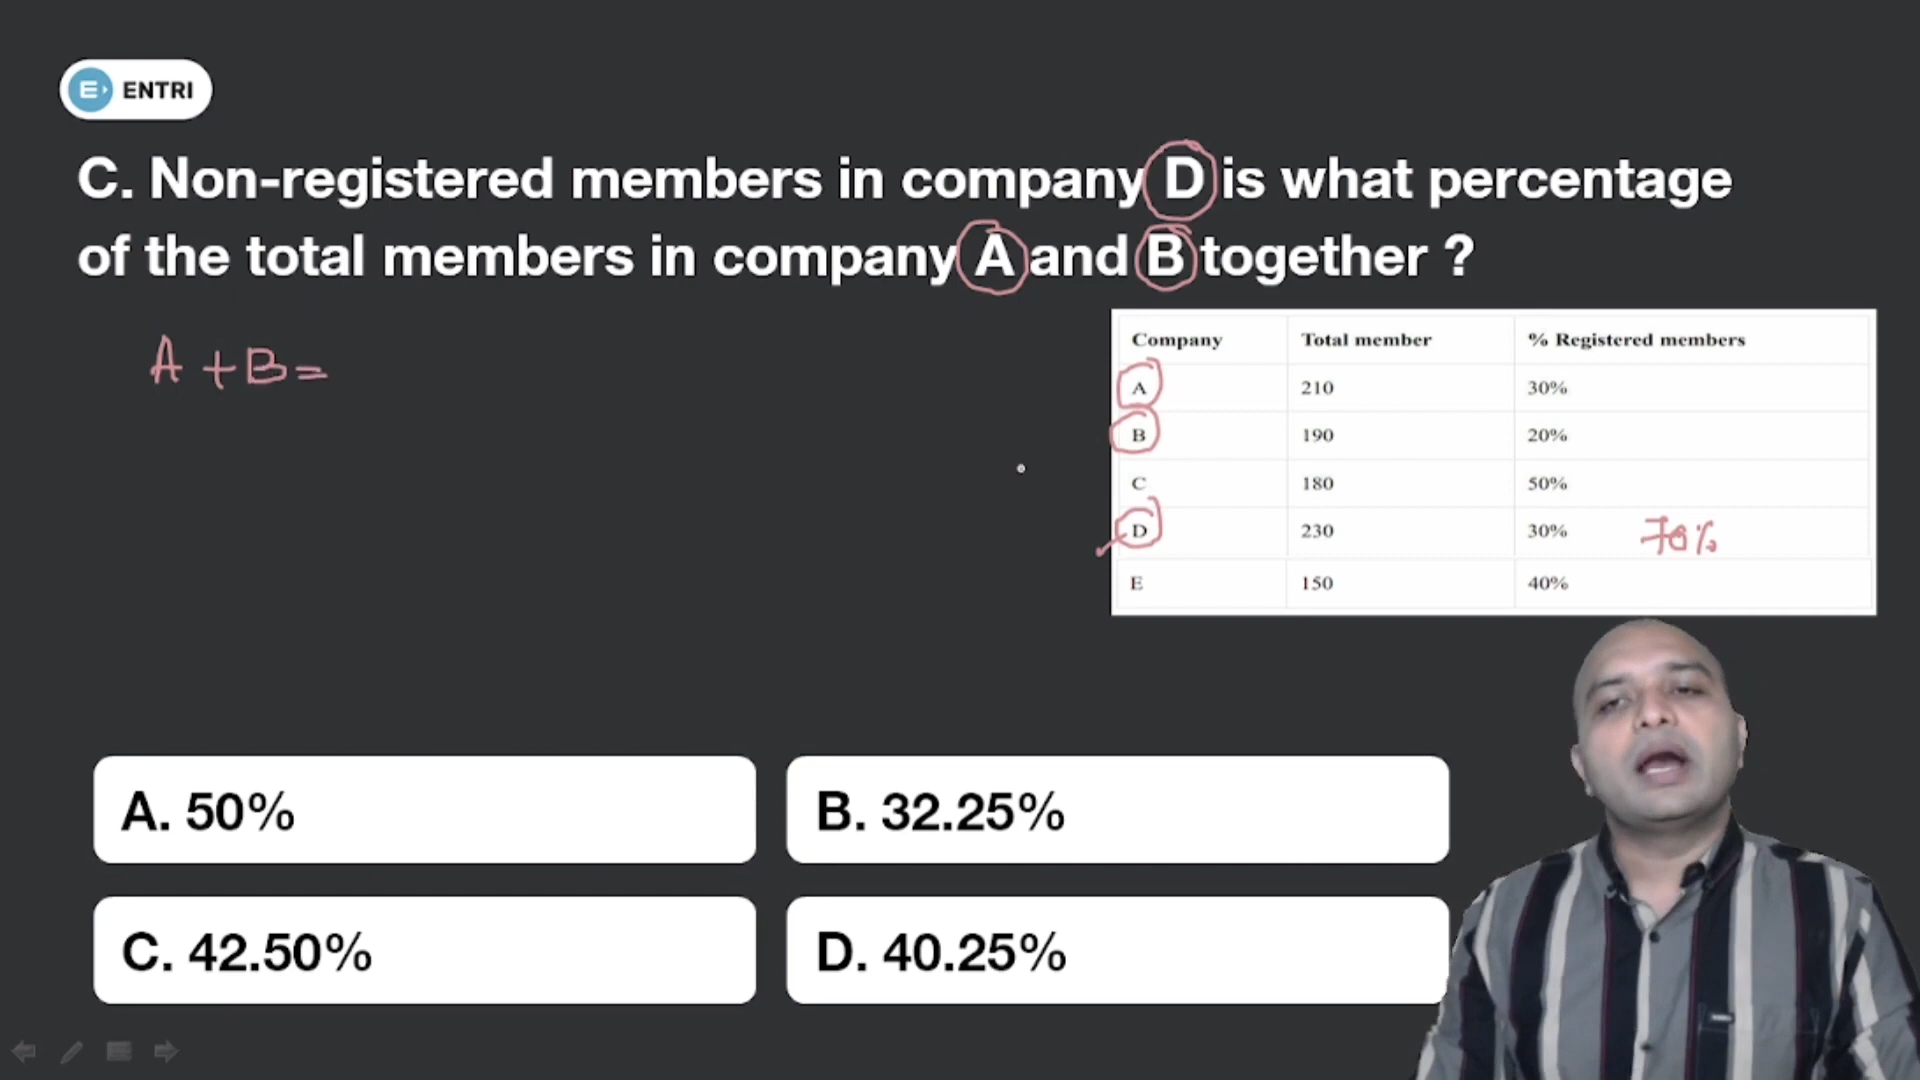 ENTRI
C. Non-registered members in company D is what percentage
of the total members in company A and B together ?
A + B =
Company Total member % Registered members
A 210 30%
B 190 20%
C 180 50%
D 230 30% 70%
E 150 40%
A. 50%
B. 32.25%
C. 42.50%
D. 40.25%